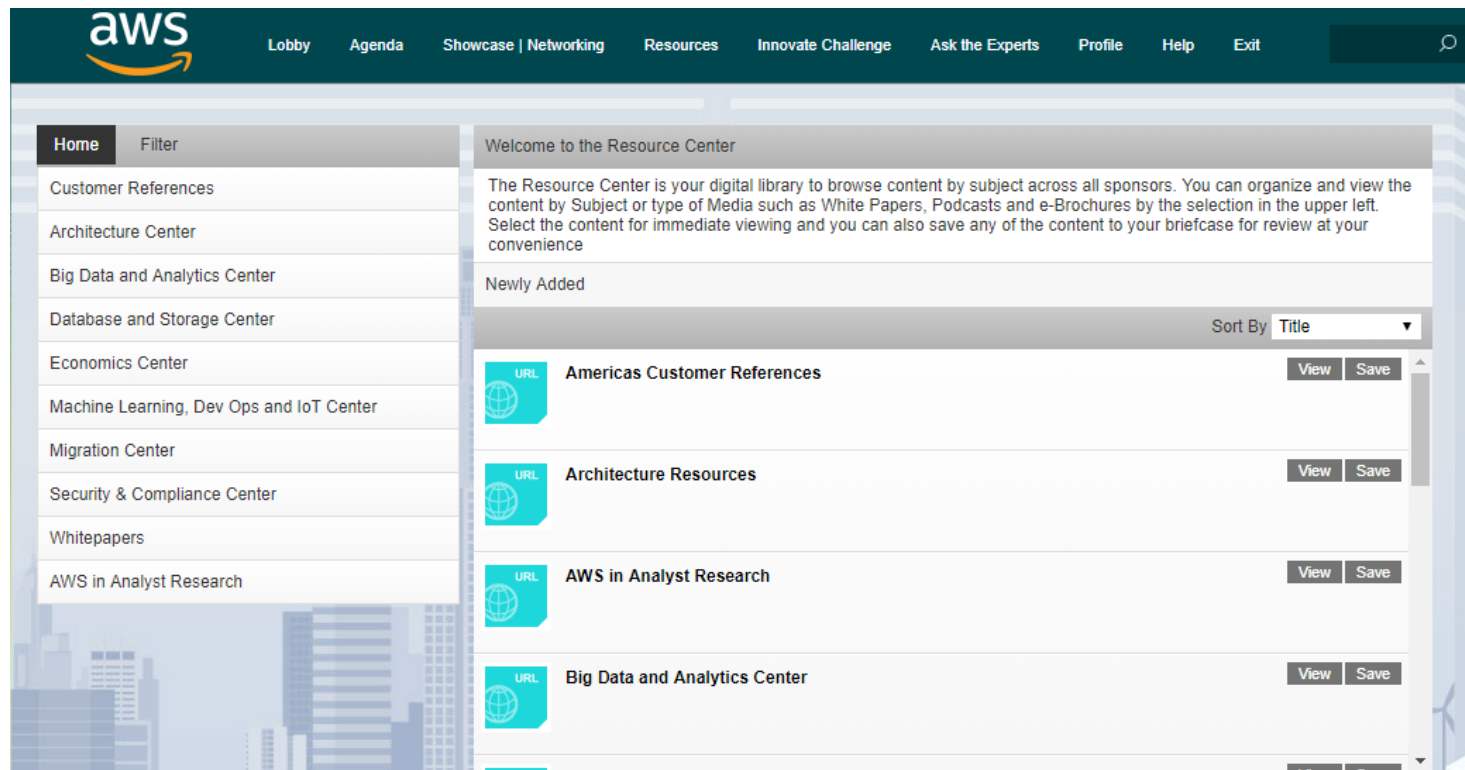 aws
Lobby Agenda Showcase | Networking Resources Innovate Challenge Ask the Experts Profile Help Exit
Home Filter
Customer References
Architecture Center
Big Data and Analytics Center
Database and Storage Center
Economics Center
Machine Learning, Dev Ops and IoT Center
Migration Center
Security & Compliance Center
Whitepapers
AWS in Analyst Research
Welcome to the Resource Center
The Resource Center is your digital library to browse content by subject across all sponsors. You can organize and view the
content by Subject or type of Media such as White Papers, Podcasts and e-Brochures by the selection in the upper left.
Select the content for immediate viewing and you can also save any of the content to your briefcase for review at your
convenience
Newly Added
Sort By Title
URL Americas Customer References View Save
URL Architecture Resources View Save
URL AWS in Analyst Research View Save
URL Big Data and Analytics Center View Save